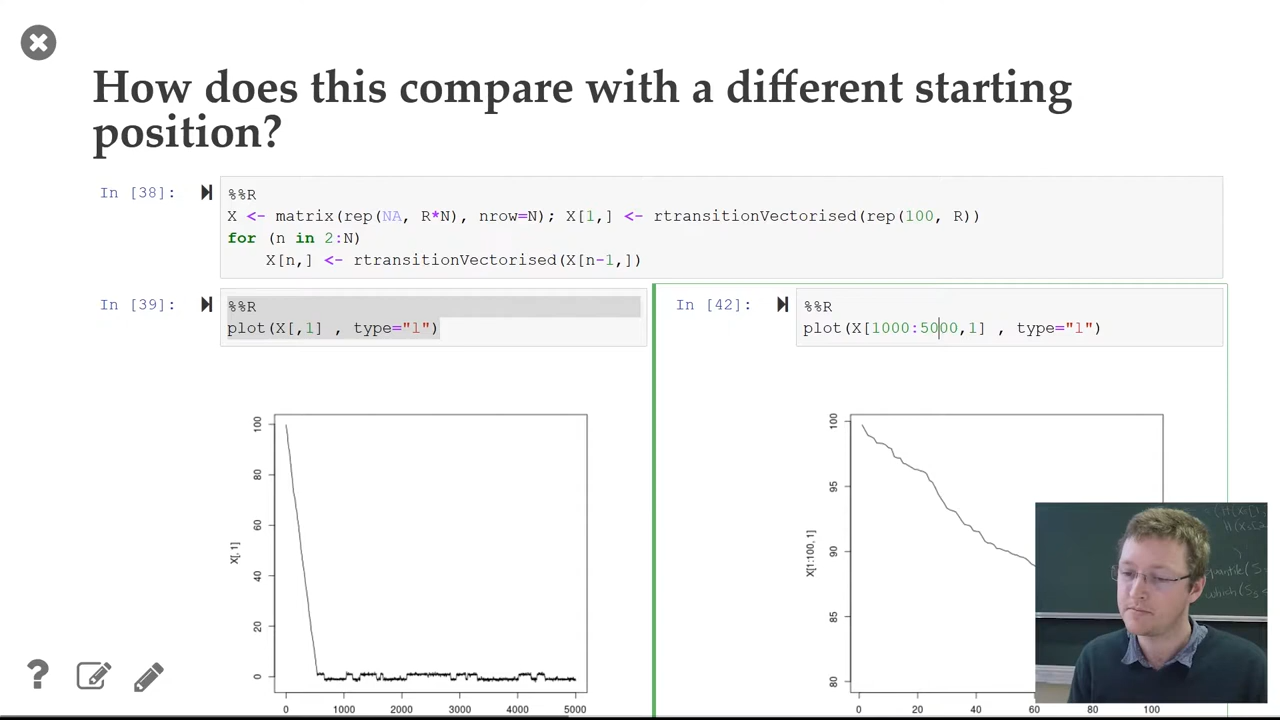 How does this compare with a different starting
position?
In [38]:
%%R
X <- matrix(rep(NA, R*N), nrow=N); X[1,] <- rtransitionVectorised(rep(100, R))
for (n in 2:N)
X[n,] <- rtransitionVectorised(X[n-1,])
In [39]:
%%R
plot(X[,1] , type="l")
In [42]:
%%R
plot(X[1000:5000,1] , type="l")
100
80
60
40
20
0
X[, 1]
0 1000 2000 3000 4000 5000
100
95
90
85
80
X[1:100, 1]
0 20 40 60 80 100
?
quantile(S
which(S